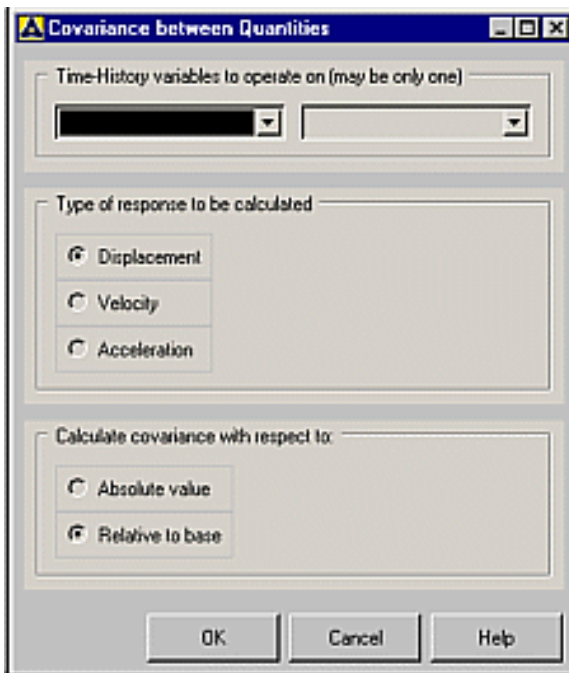 Covariance between Quantities
Time-History variables to operate on (may be only one)
Type of response to be calculated
Displacement
Velocity
Acceleration
Calculate covariance with respect to:
Absolute value
Relative to base
OK Cancel Help